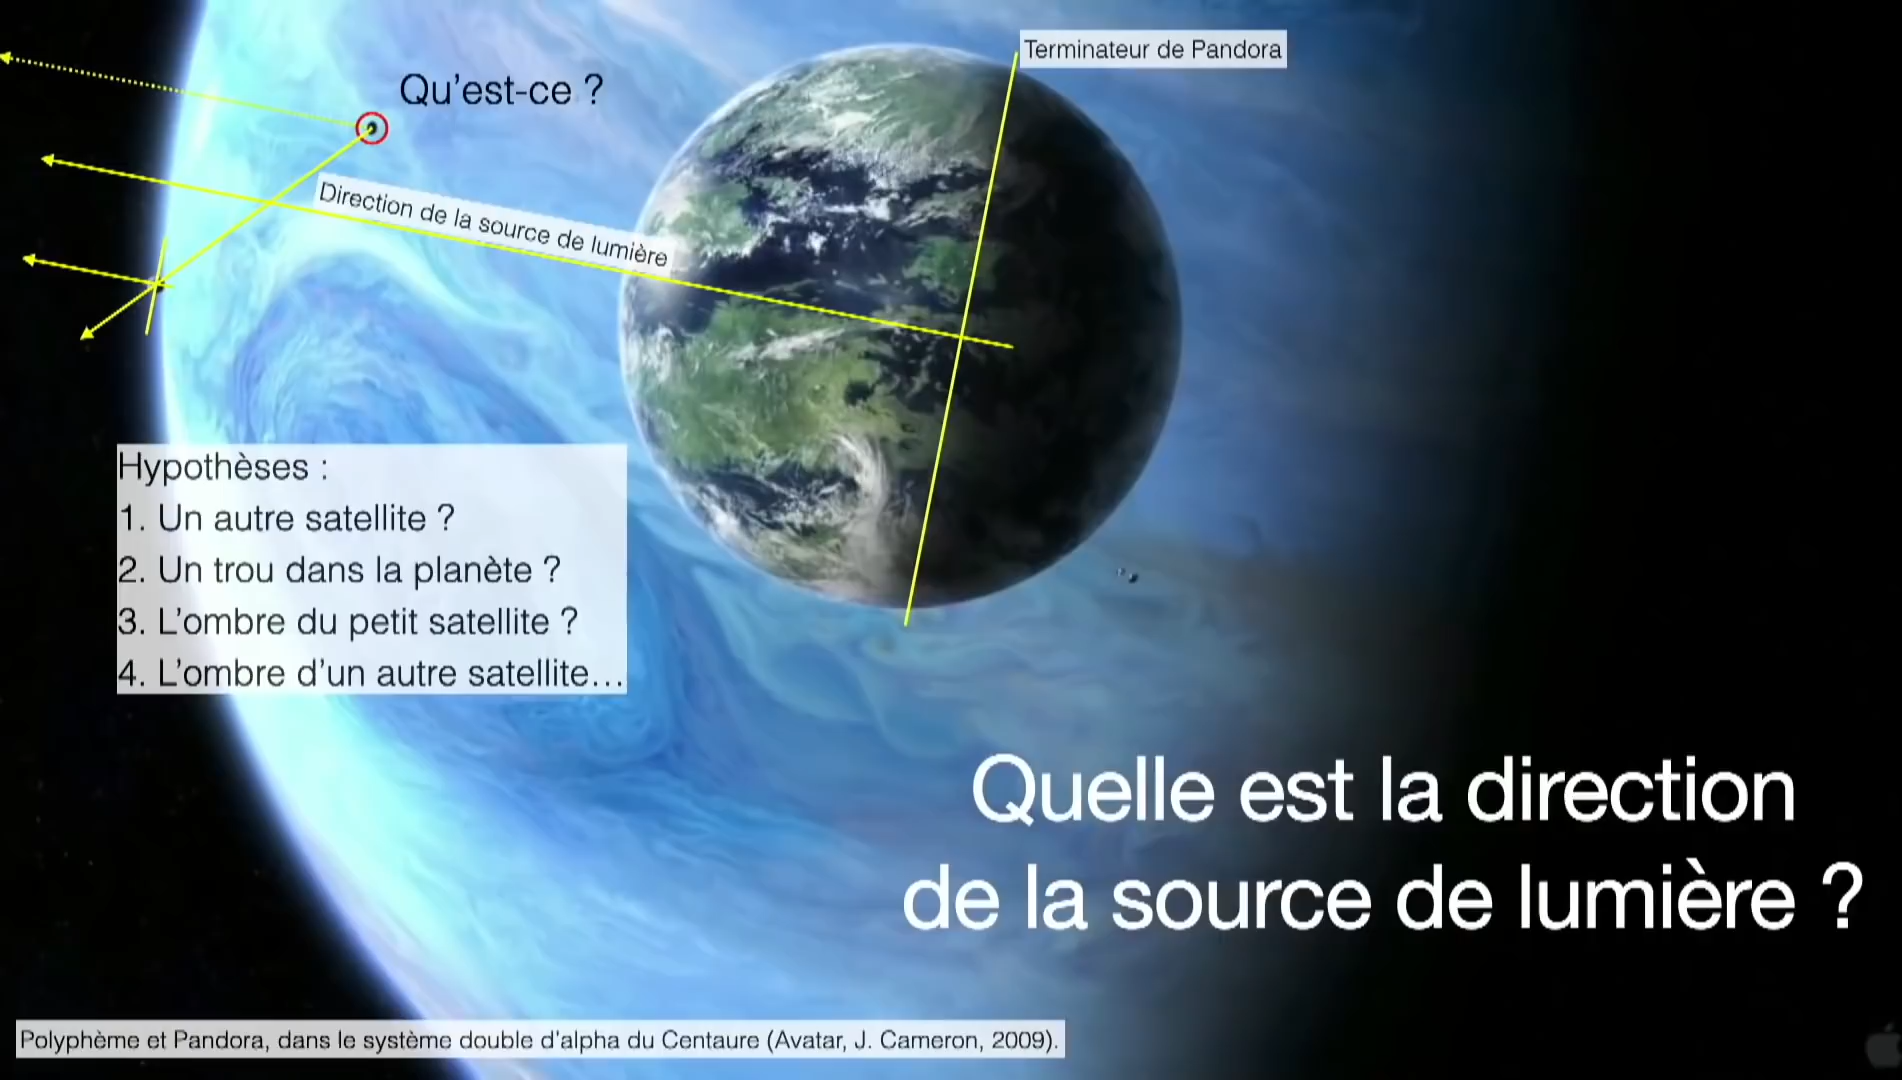 Terminateur de Pandora
Qu'est-ce ?
Direction de la source de lumière
Hypothèses :
1. Un autre satellite ?
2. Un trou dans la planète ?
3. L'ombre du petit satellite ?
4. L'ombre d'un autre satellite…
Quelle est la direction
de la source de lumière ?
Polyphème et Pandora, dans le système double d'alpha du Centaure (Avatar, J. Cameron, 2009).